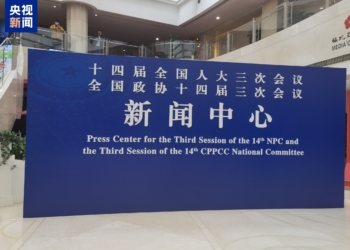 央视
新闻
十四届全国人大三次会议
全国政协十四届三次会议
新闻中心
Press Center for the Third Session of the 14th NPC and
the Third Session of the 14th CPPCC National Committee